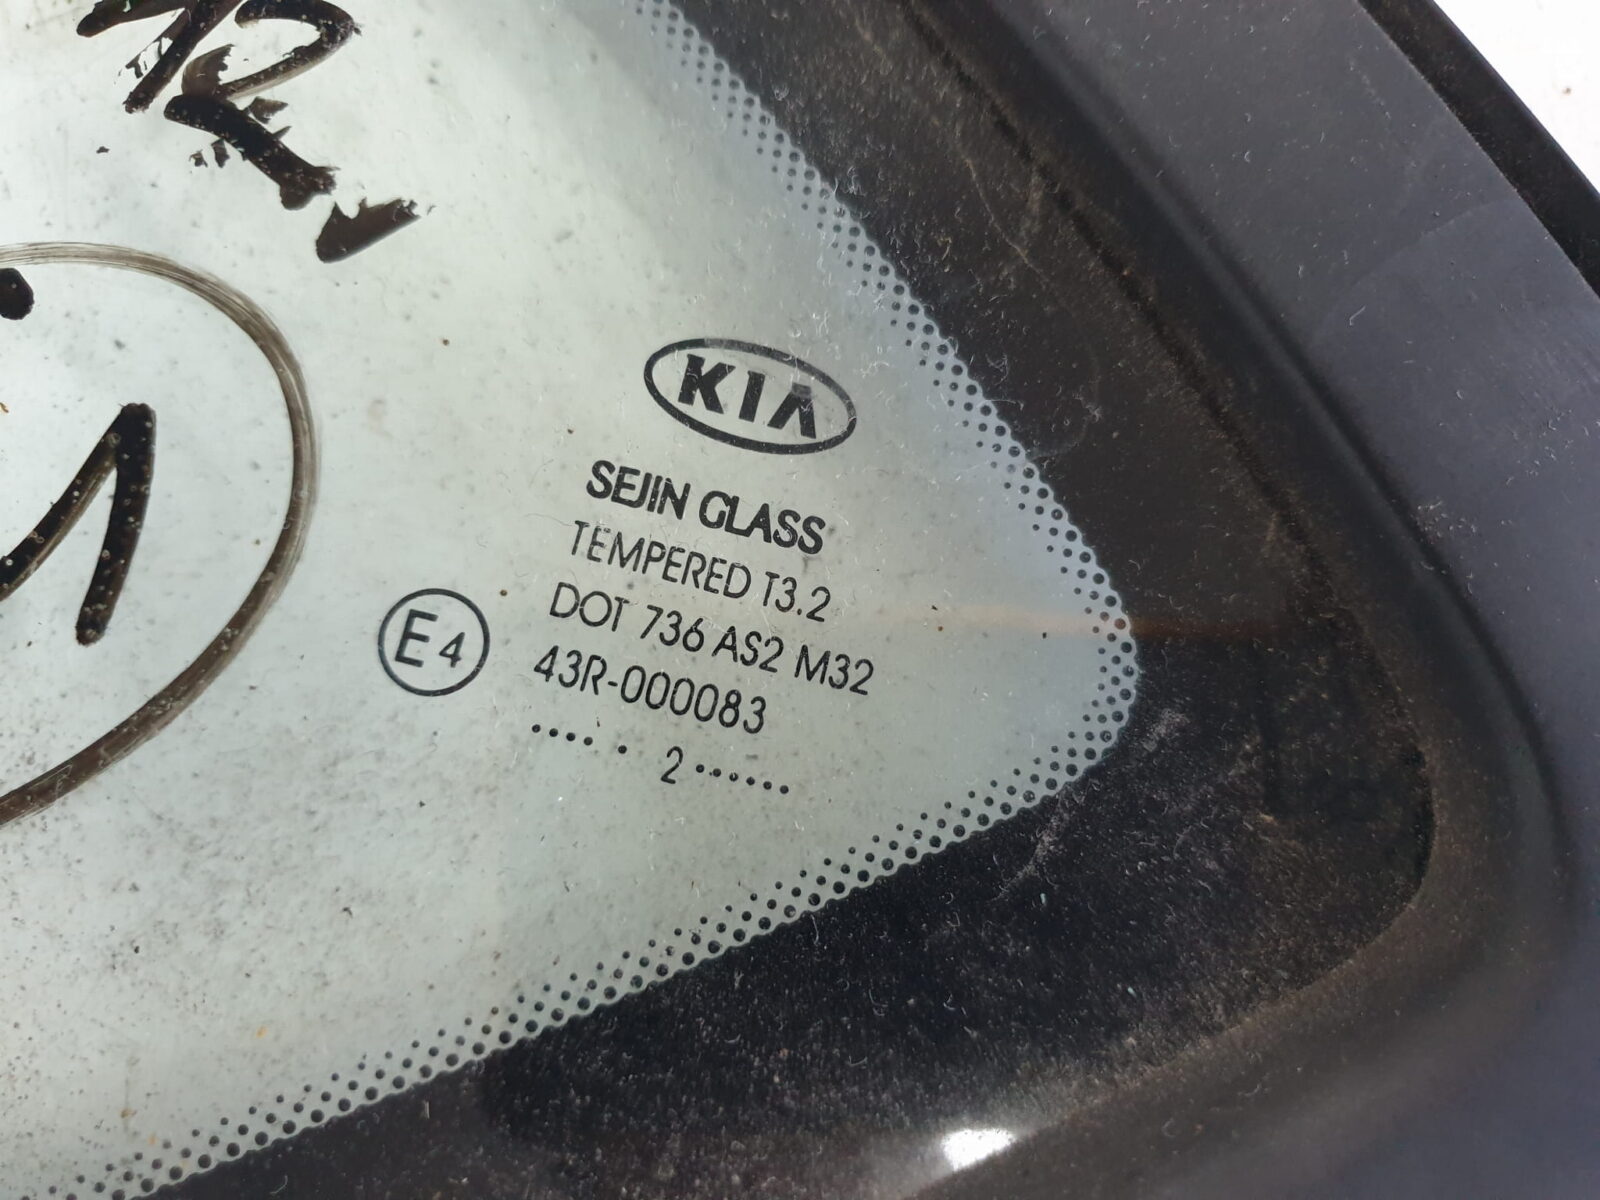 KIA
SEJIN GLASS
TEMPERED T3.2
DOT 736 AS2 M32
E4
43R-000083
..... . 2 ......